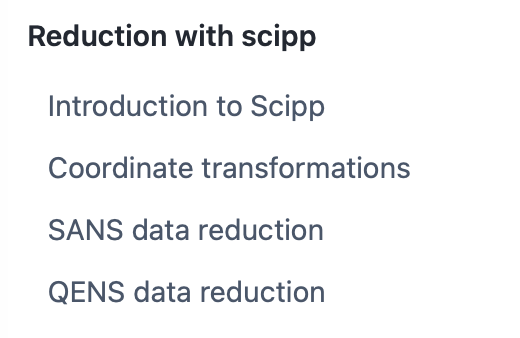 Reduction with scipp
Introduction to Scipp
Coordinate transformations
SANS data reduction
QENS data reduction